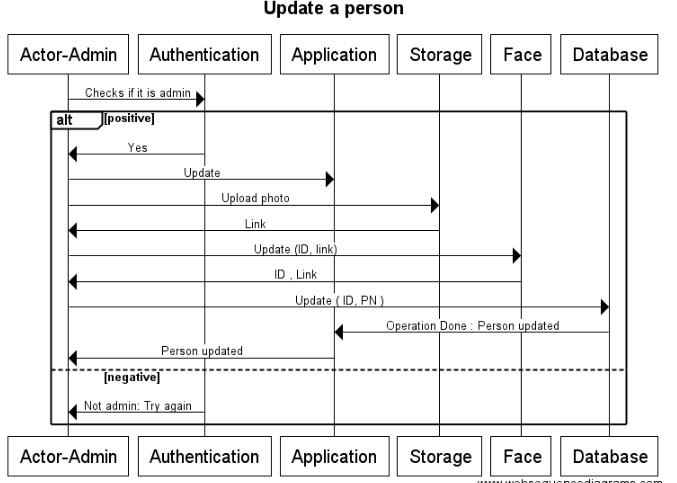 Update a person
Actor-Admin Authentication Application Storage Face Database
Checks if it is admin
alt [positive]
Yes
Update
Upload photo
Link
Update (ID, link)
ID , Link
Update ( ID, PN )
Operation Done : Person updated
Person updated
[negative]
Not admin: Try again
Actor-Admin Authentication Application Storage Face Database
www.websequencediagrams.com